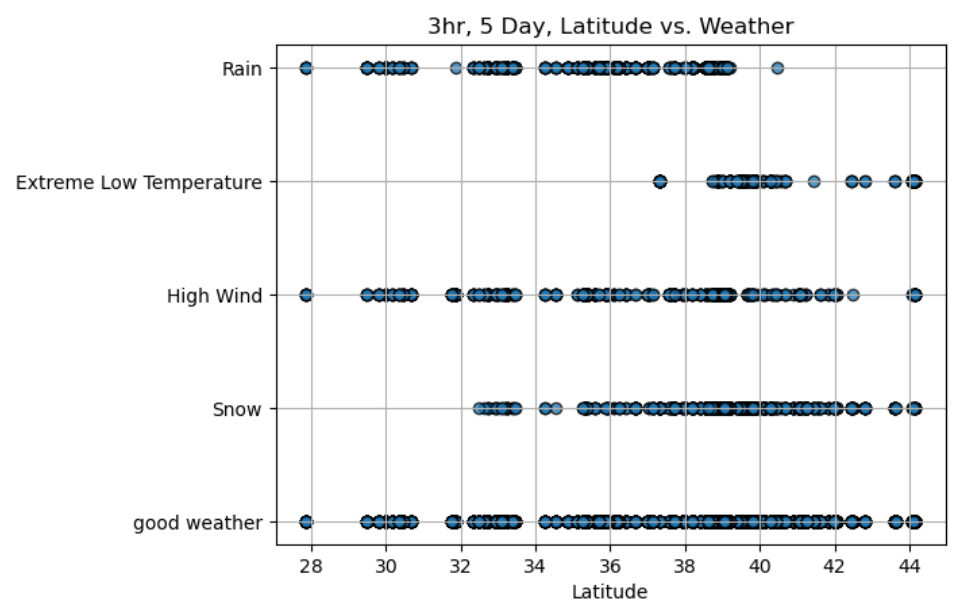 3hr, 5 Day, Latitude vs. Weather
Rain
Extreme Low Temperature
High Wind
Snow
good weather
28 30 32 34 36 38 40 42 44
Latitude